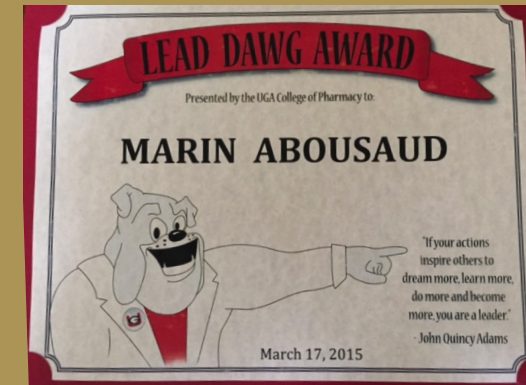 LEAD DAWG AWARD
Presented by the UGA College of Pharmacy to:
MARIN ABOUSAUD
"If your actions
inspire others to
dream more, learn more,
do more and become
more, you are a leader."
- John Quincy Adams
March 17, 2015